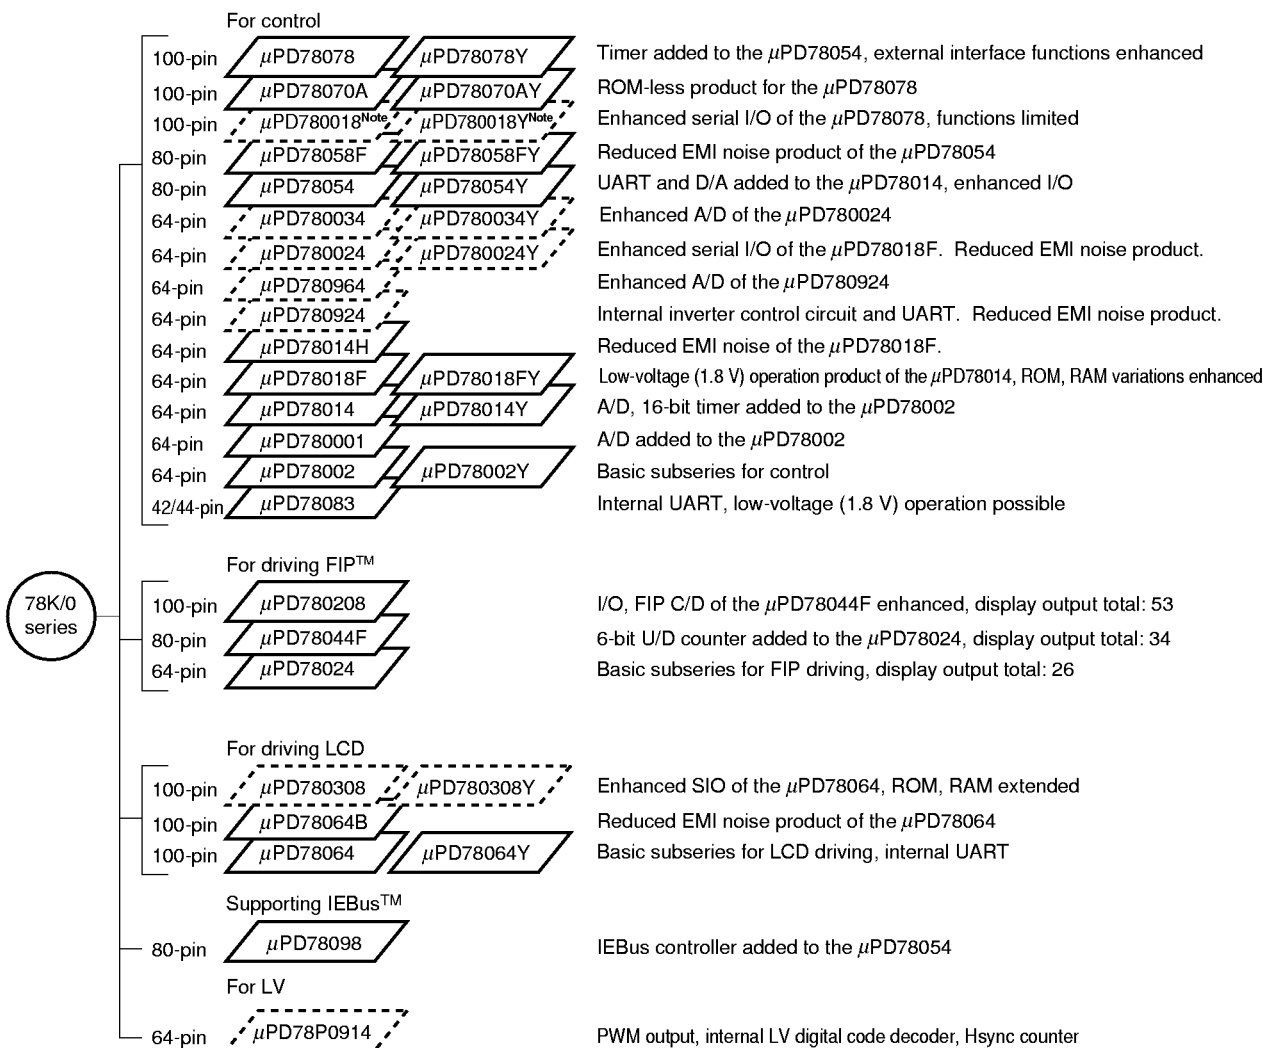 For control
100-pin μPD78078 μPD78078Y Timer added to the μPD78054, external interface functions enhanced
100-pin μPD78070A μPD78070AY ROM-less product for the μPD78078
100-pin μPD780018Note μPD780018YNote Enhanced serial I/O of the μPD78078, functions limited
80-pin μPD78058F μPD78058FY Reduced EMI noise product of the μPD78054
80-pin μPD78054 μPD78054Y UART and D/A added to the μPD78014, enhanced I/O
64-pin μPD780034 μPD780034Y Enhanced A/D of the μPD780024
64-pin μPD780024 μPD780024Y Enhanced serial I/O of the μPD78018F. Reduced EMI noise product.
64-pin μPD780964 Enhanced A/D of the μPD780924
64-pin μPD780924 Internal inverter control circuit and UART. Reduced EMI noise product.
64-pin μPD78014H Reduced EMI noise of the μPD78018F.
64-pin μPD78018F μPD78018FY Low-voltage (1.8 V) operation product of the μPD78014, ROM, RAM variations enhanced
64-pin μPD78014 μPD78014Y A/D, 16-bit timer added to the μPD78002
64-pin μPD780001 A/D added to the μPD78002
64-pin μPD78002 μPD78002Y Basic subseries for control
42/44-pin μPD78083 Internal UART, low-voltage (1.8 V) operation possible
For driving FIP™
78K/0
series
100-pin μPD780208 I/O, FIP C/D of the μPD78044F enhanced, display output total: 53
80-pin μPD78044F 6-bit U/D counter added to the μPD78024, display output total: 34
64-pin μPD78024 Basic subseries for FIP driving, display output total: 26
For driving LCD
100-pin μPD780308 μPD780308Y Enhanced SIO of the μPD78064, ROM, RAM extended
100-pin μPD78064B Reduced EMI noise product of the μPD78064
100-pin μPD78064 μPD78064Y Basic subseries for LCD driving, internal UART
Supporting IEBus™
80-pin μPD78098 IEBus controller added to the μPD78054
For LV
64-pin μPD78P0914 PWM output, internal LV digital code decoder, Hsync counter